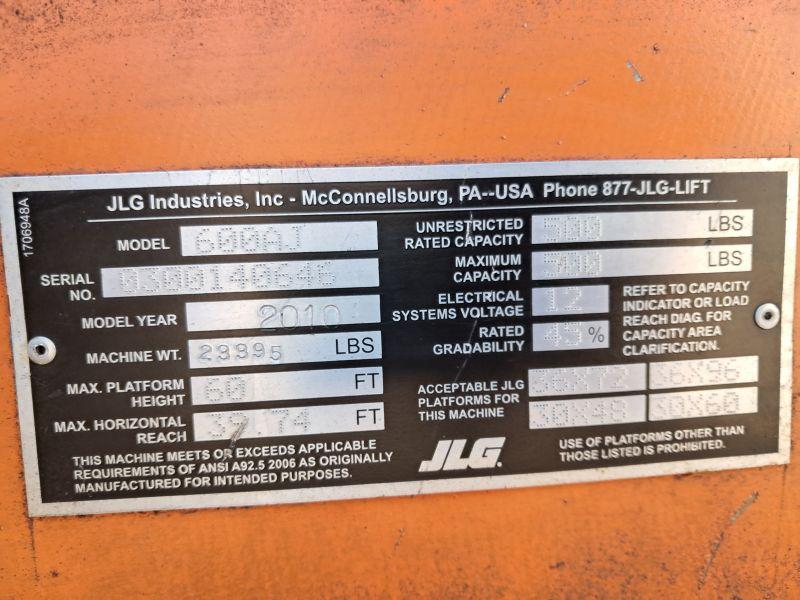 JLG Industries, Inc - McConnellsburg, PA--USA Phone 877-JLG-LIFT
1706948A
MODEL 600AJ
SERIAL NO. 0300140646
MODEL YEAR 2010
MACHINE WT. 23395 LBS
MAX. PLATFORM HEIGHT 60 FT
MAX. HORIZONTAL REACH 39.74 FT
THIS MACHINE MEETS OR EXCEEDS APPLICABLE
REQUIREMENTS OF ANSI A92.5 2006 AS ORIGINALLY
MANUFACTURED FOR INTENDED PURPOSES.
UNRESTRICTED RATED CAPACITY 500 LBS
MAXIMUM CAPACITY 500 LBS
ELECTRICAL SYSTEMS VOLTAGE 12
RATED GRADABILITY 45 %
REFER TO CAPACITY
INDICATOR OR LOAD
REACH DIAG. FOR
CAPACITY AREA
CLARIFICATION.
ACCEPTABLE JLG
PLATFORMS FOR
THIS MACHINE
36X72 36X96
30X48 30X60
JLG.
USE OF PLATFORMS OTHER THAN
THOSE LISTED IS PROHIBITED.